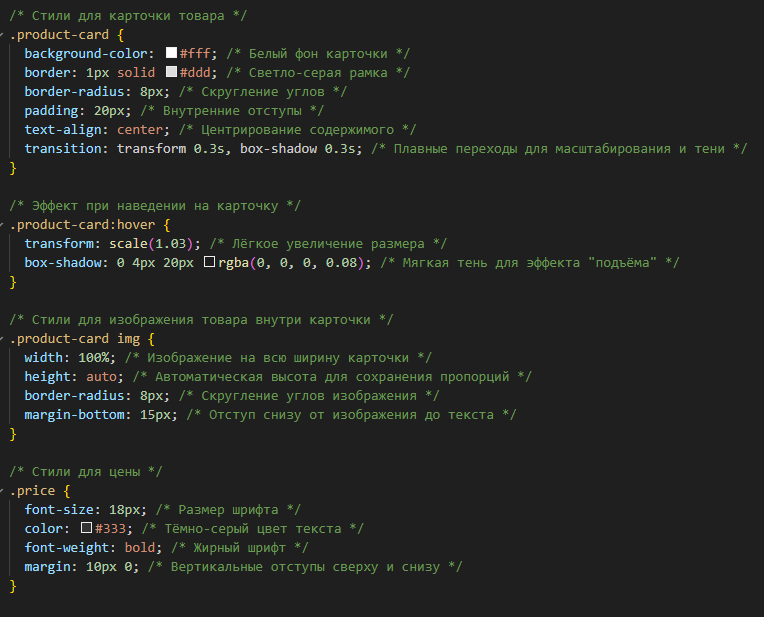 /* Стили для карточки товара */
.product-card {
background-color: #fff; /* Белый фон карточки */
border: 1px solid #ddd; /* Светло-серая рамка */
border-radius: 8px; /* Скругление углов */
padding: 20px; /* Внутренние отступы */
text-align: center; /* Центрирование содержимого */
transition: transform 0.3s, box-shadow 0.3s; /* Плавные переходы для масштабирования и тени */
}
/* Эффект при наведении на карточку */
.product-card:hover {
transform: scale(1.03); /* Лёгкое увеличение размера */
box-shadow: 0 4px 20px rgba(0, 0, 0, 0.08); /* Мягкая тень для эффекта "подъёма" */
}
/* Стили для изображения товара внутри карточки */
.product-card img {
width: 100%; /* Изображение на всю ширину карточки */
height: auto; /* Автоматическая высота для сохранения пропорций */
border-radius: 8px; /* Скругление углов изображения */
margin-bottom: 15px; /* Отступ снизу от изображения до текста */
}
/* Стили для цены */
.price {
font-size: 18px; /* Размер шрифта */
color: #333; /* Тёмно-серый цвет текста */
font-weight: bold; /* Жирный шрифт */
margin: 10px 0; /* Вертикальные отступы сверху и снизу */
}